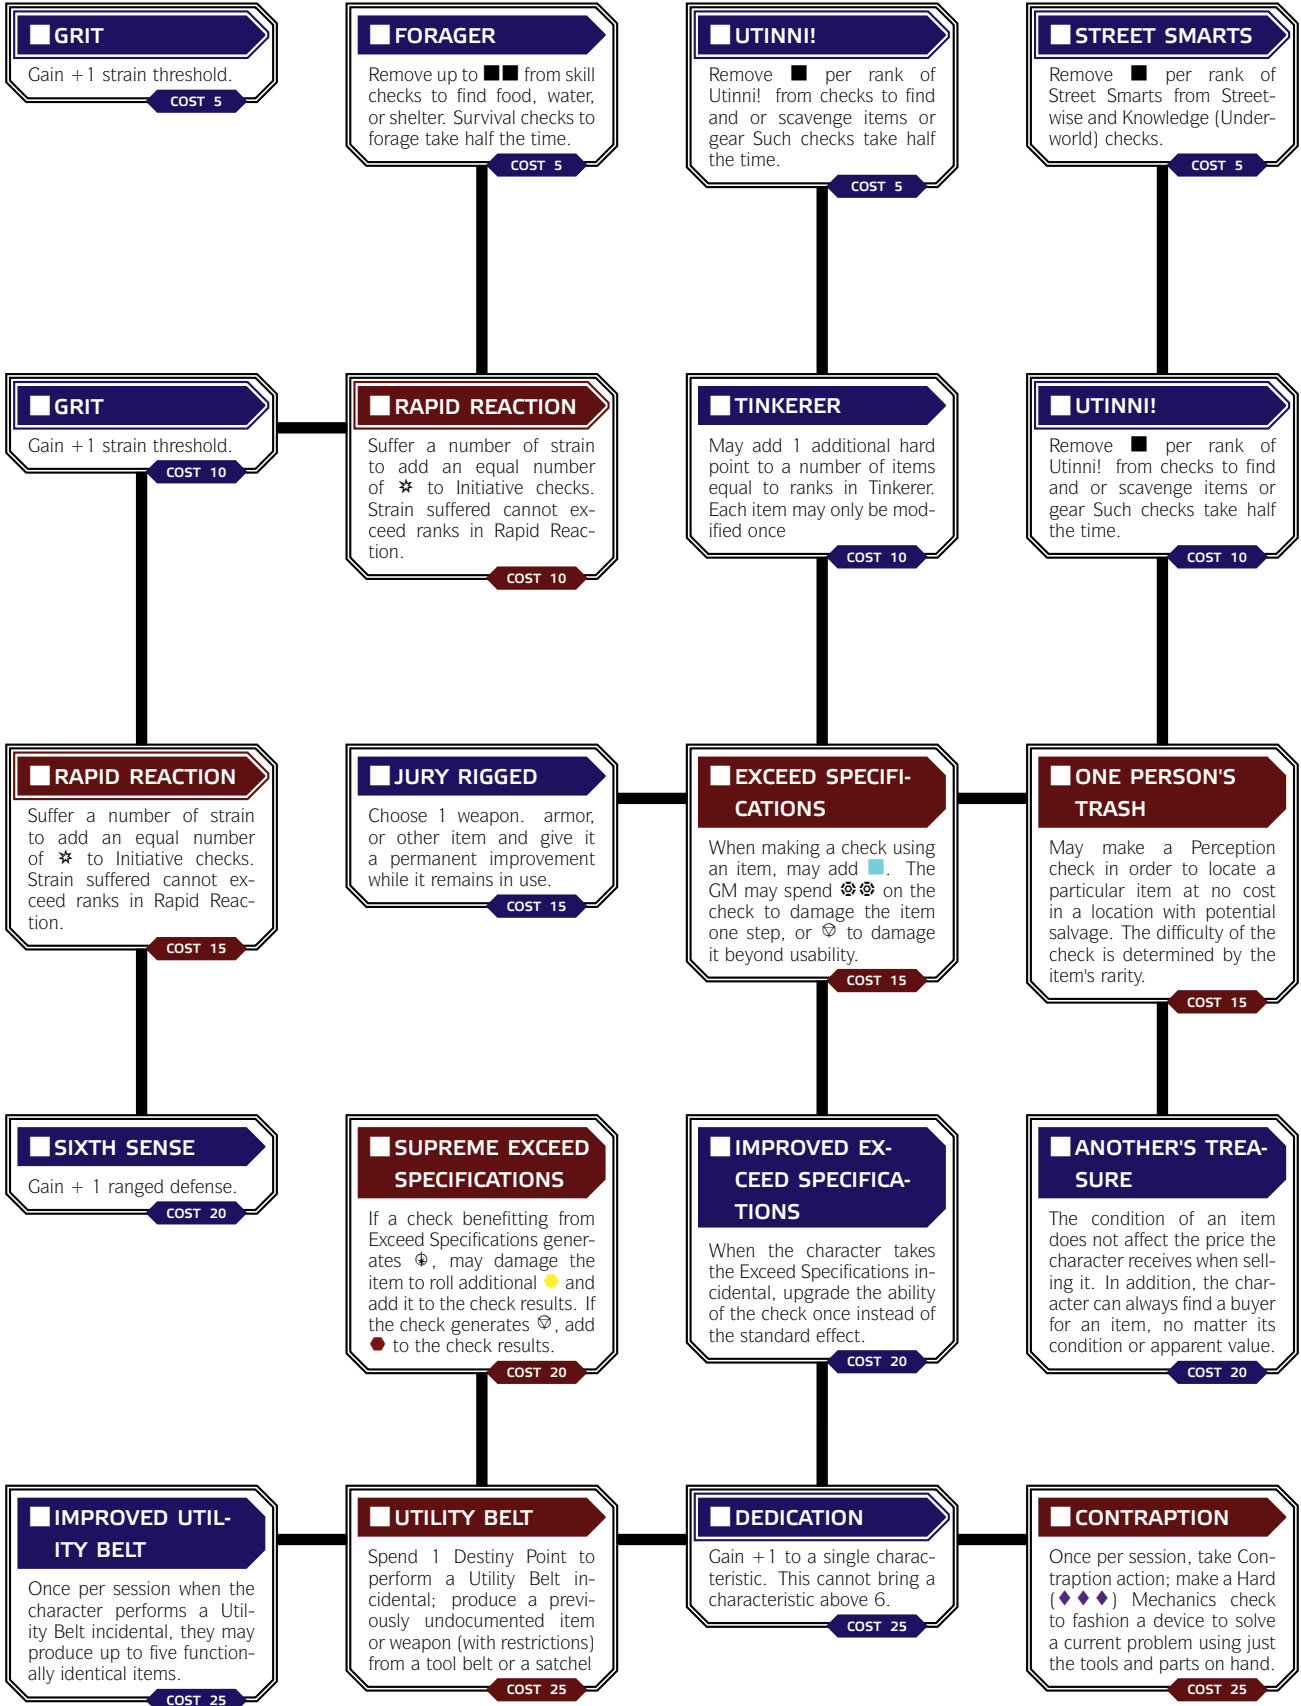 GRIT
Gain +1 strain threshold.
COST 5
FORAGER
Remove up to ■■ from skill
checks to find food, water,
or shelter. Survival checks to
forage take half the time.
COST 5
UTINNI!
Remove ■ per rank of
Utinni! from checks to find
and or scavenge items or
gear Such checks take half
the time.
COST 5
STREET SMARTS
Remove ■ per rank of
Street Smarts from Street-
wise and Knowledge (Under-
world) checks.
COST 5
GRIT
Gain +1 strain threshold.
COST 10
RAPID REACTION
Suffer a number of strain
to add an equal number
of to Initiative checks.
Strain suffered cannot ex-
ceed ranks in Rapid Reac-
tion.
COST 10
TINKERER
May add 1 additional hard
point to a number of items
equal to ranks in Tinkerer.
Each item may only be mod-
ified once
COST 10
UTINNI!
Remove ■ per rank of
Utinni! from checks to find
and or scavenge items or
gear Such checks take half
the time.
COST 10
RAPID REACTION
Suffer a number of strain
to add an equal number
of to Initiative checks.
Strain suffered cannot ex-
ceed ranks in Rapid Reac-
tion.
COST 15
JURY RIGGED
Choose 1 weapon. armor,
or other item and give it
a permanent improvement
while it remains in use.
COST 15
EXCEED SPECIFI-
CATIONS
When making a check using
an item, may add ■. The
GM may spend on the
check to damage the item
one step, or to damage
it beyond usability.
COST 15
ONE PERSON'S
TRASH
May make a Perception
check in order to locate a
particular item at no cost
in a location with potential
salvage. The difficulty of the
check is determined by the
item's rarity.
COST 15
SIXTH SENSE
Gain + 1 ranged defense.
COST 20
SUPREME EXCEED
SPECIFICATIONS
If a check benefitting from
Exceed Specifications gener-
ates , may damage the
item to roll additional ⬢ and
add it to the check results. If
the check generates , add
⬢ to the check results.
COST 20
IMPROVED EX-
CEED SPECIFICA-
TIONS
When the character takes
the Exceed Specifications in-
cidental, upgrade the ability
of the check once instead of
the standard effect.
COST 20
ANOTHER'S TREA-
SURE
The condition of an item
does not affect the price the
character receives when sell-
ing it. In addition, the char-
acter can always find a buyer
for an item, no matter its
condition or apparent value.
COST 20
IMPROVED UTIL-
ITY BELT
Once per session when the
character performs a Util-
ity Belt incidental, they may
produce up to five function-
ally identical items.
COST 25
UTILITY BELT
Spend 1 Destiny Point to
perform a Utility Belt in-
cidental; produce a previ-
ously undocumented item
or weapon (with restrictions)
from a tool belt or a satchel
COST 25
DEDICATION
Gain +1 to a single charac-
teristic. This cannot bring a
characteristic above 6.
COST 25
CONTRAPTION
Once per session, take Con-
traption action; make a Hard
(♦ ♦ ♦) Mechanics check
to fashion a device to solve
a current problem using just
the tools and parts on hand.
COST 25